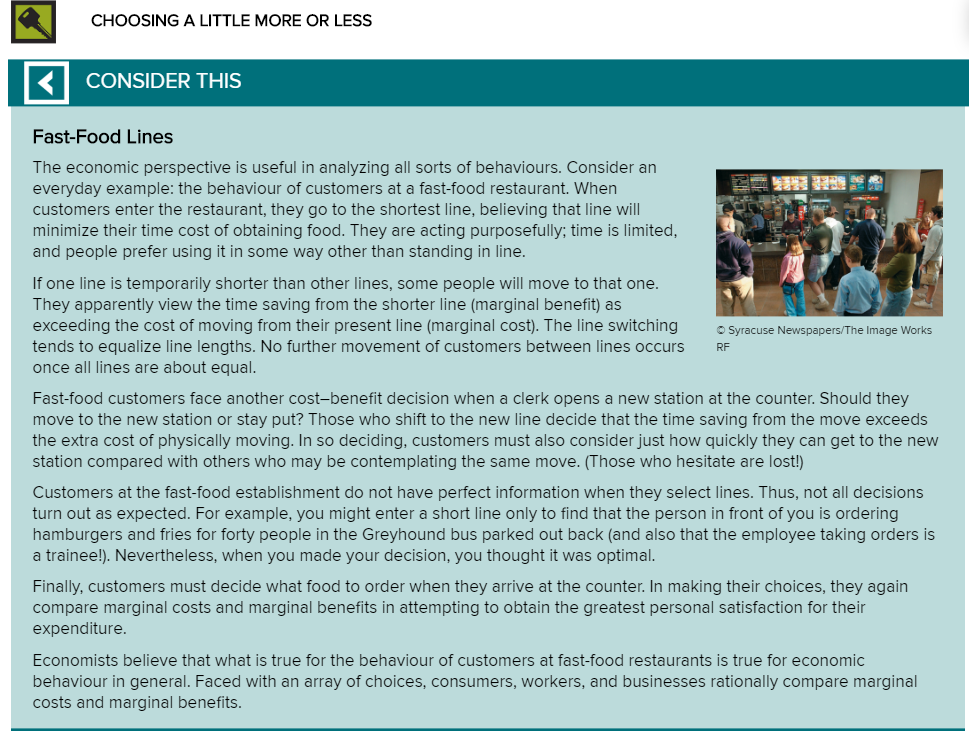 CHOOSING A LITTLE MORE OR LESS
CONSIDER THIS
Fast-Food Lines
The economic perspective is useful in analyzing all sorts of behaviours. Consider an
everyday example: the behaviour of customers at a fast-food restaurant. When
customers enter the restaurant, they go to the shortest line, believing that line will
minimize their time cost of obtaining food. They are acting purposefully; time is limited,
and people prefer using it in some way other than standing in line.
If one line is temporarily shorter than other lines, some people will move to that one.
They apparently view the time saving from the shorter line (marginal benefit) as
exceeding the cost of moving from their present line (marginal cost). The line switching
tends to equalize line lengths. No further movement of customers between lines occurs
once all lines are about equal.
© Syracuse Newspapers/The Image Works
RF
Fast-food customers face another cost–benefit decision when a clerk opens a new station at the counter. Should they
move to the new station or stay put? Those who shift to the new line decide that the time saving from the move exceeds
the extra cost of physically moving. In so deciding, customers must also consider just how quickly they can get to the new
station compared with others who may be contemplating the same move. (Those who hesitate are lost!)
Customers at the fast-food establishment do not have perfect information when they select lines. Thus, not all decisions
turn out as expected. For example, you might enter a short line only to find that the person in front of you is ordering
hamburgers and fries for forty people in the Greyhound bus parked out back (and also that the employee taking orders is
a trainee!). Nevertheless, when you made your decision, you thought it was optimal.
Finally, customers must decide what food to order when they arrive at the counter. In making their choices, they again
compare marginal costs and marginal benefits in attempting to obtain the greatest personal satisfaction for their
expenditure.
Economists believe that what is true for the behaviour of customers at fast-food restaurants is true for economic
behaviour in general. Faced with an array of choices, consumers, workers, and businesses rationally compare marginal
costs and marginal benefits.